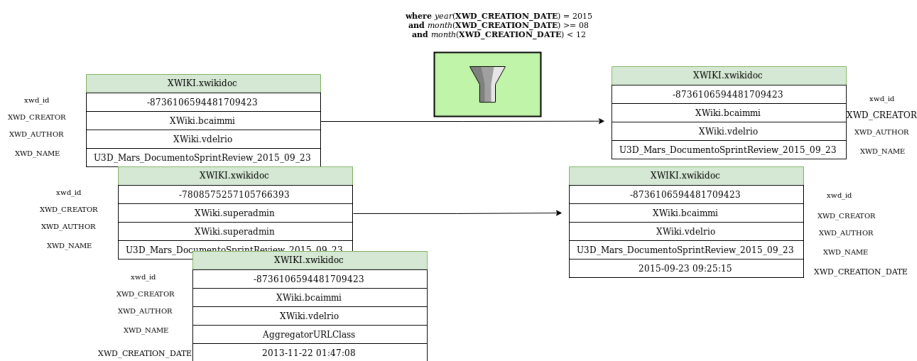 where year(XWD_CREATION_DATE) = 2015
and month(XWD_CREATION_DATE) >= 08
and month(XWD_CREATION_DATE) < 12
XWIKI.xwikidoc
xwd_id
-8736106594481709423
XWD_CREATOR
XWiki.bcaimmi
XWD_AUTHOR
XWiki.vdelrio
XWD_NAME
U3D_Mars_DocumentoSprintReview_2015_09_23
XWIKI.xwikidoc
-8736106594481709423
xwd_id
XWiki.bcaimmi
XWD_CREATOR
XWiki.vdelrio
XWD_AUTHOR
U3D_Mars_DocumentoSprintReview_2015_09_23
XWD_NAME
XWIKI.xwikidoc
xwd_id
-7808575257105766393
XWD_CREATOR
XWiki.superadmin
XWD_AUTHOR
XWiki.superadmin
XWD_NAME
U3D_Mars_DocumentoSprintReview_2015_09_23
XWIKI.xwikidoc
-8736106594481709423
xwd_id
XWiki.bcaimmi
XWD_CREATOR
XWiki.vdelrio
XWD_AUTHOR
U3D_Mars_DocumentoSprintReview_2015_09_23
XWD_NAME
2015-09-23 09:25:15
XWD_CREATION_DATE
XWIKI.xwikidoc
xwd_id
-8736106594481709423
XWD_CREATOR
XWiki.bcaimmi
XWD_AUTHOR
XWiki.vdelrio
XWD_NAME
AggregatorURLClass
XWD_CREATION_DATE
2013-11-22 01:47:08